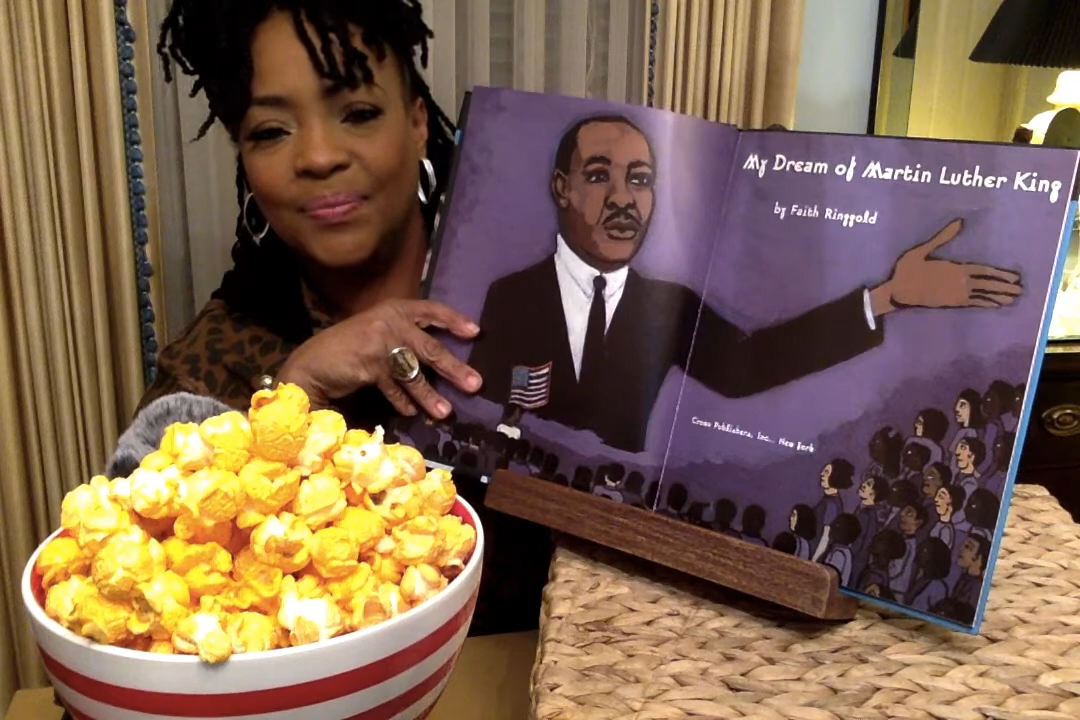 My Dream of Martin Luther King
by Faith Ringgold
Crown Publishers, Inc., New York